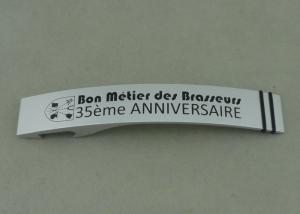 Bon Métier des Brasseurs
35ème ANNIVERSAIRE